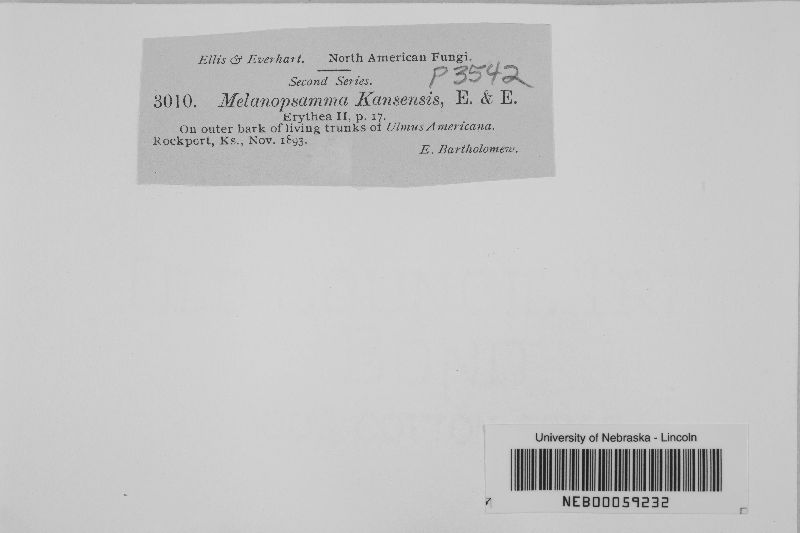 Ellis & Everhart. North American Fungi.
Second Series.
P3542
3010. Melanopsamma Kansensis, E. & E.
Erythea II, p. 17.
On outer bark of living trunks of Ulmus Americana.
Rockport, Ks., Nov. 1893.
E. Bartholomew.
University of Nebraska - Lincoln
NEB00059232